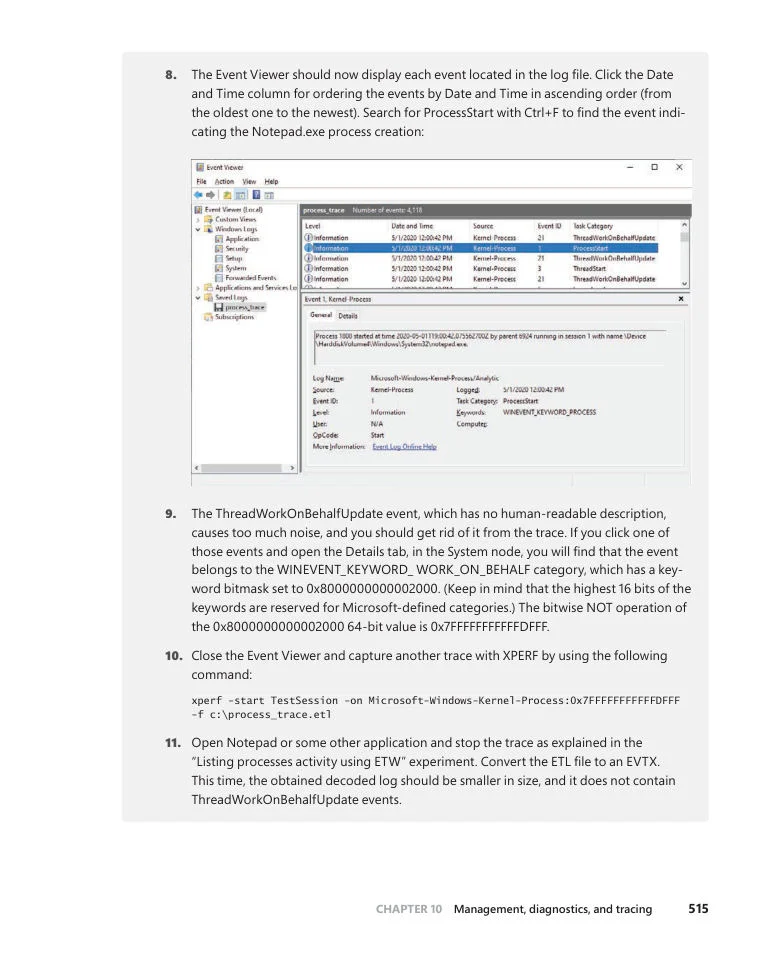 8. The Event Viewer should now display each event located in the log file. Click the Date
and Time column for ordering the events by Date and Time in ascending order (from
the oldest one to the newest). Search for ProcessStart with Ctrl+F to find the event indi-
cating the Notepad.exe process creation:
Event Viewer
File Action View Help
Event Viewer (Local)
Custom Views
Windows Logs
Application
Security
Setup
System
Forwarded Events
Applications and Services Lo
Saved Logs
process_trace
Subscriptions
process_trace Number of events: 4,118
Level Date and Time Source Event ID Task Category
Information 5/1/2020 12:00:42 PM Kernel-Process 21 ThreadWorkOnBehalfUpdate
Information 5/1/2020 12:00:42 PM Kernel-Process 1 ProcessStart
Information 5/1/2020 12:00:42 PM Kernel-Process 21 ThreadWorkOnBehalfUpdate
Information 5/1/2020 12:00:42 PM Kernel-Process 3 ThreadStart
Information 5/1/2020 12:00:42 PM Kernel-Process 21 ThreadWorkOnBehalfUpdate
Event 1, Kernel-Process
General Details
Process 1800 started at time 2020-05-01T19:00:42.075562700Z by parent 6924 running in session 1 with name \Device
\HarddiskVolume4\Windows\System32\notepad.exe.
Log Name: Microsoft-Windows-Kernel-Process/Analytic
Source: Kernel-Process Logged: 5/1/2020 12:00:42 PM
Event ID: 1 Task Category: ProcessStart
Level: Information Keywords: WINEVENT_KEYWORD_PROCESS
User: N/A Computer:
OpCode: Start
More Information: Event Log Online Help
9. The ThreadWorkOnBehalfUpdate event, which has no human-readable description,
causes too much noise, and you should get rid of it from the trace. If you click one of
those events and open the Details tab, in the System node, you will find that the event
belongs to the WINEVENT_KEYWORD_ WORK_ON_BEHALF category, which has a key-
word bitmask set to 0x8000000000002000. (Keep in mind that the highest 16 bits of the
keywords are reserved for Microsoft-defined categories.) The bitwise NOT operation of
the 0x8000000000002000 64-bit value is 0x7FFFFFFFFFFFDFFF.
10. Close the Event Viewer and capture another trace with XPERF by using the following
command:
xperf -start TestSession -on Microsoft-Windows-Kernel-Process:0x7FFFFFFFFFFFDFFF
-f c:\process_trace.etl
11. Open Notepad or some other application and stop the trace as explained in the
“Listing processes activity using ETW” experiment. Convert the ETL file to an EVTX.
This time, the obtained decoded log should be smaller in size, and it does not contain
ThreadWorkOnBehalfUpdate events.
CHAPTER 10 Management, diagnostics, and tracing 515